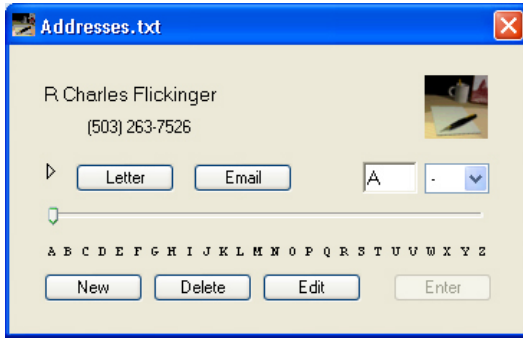 Addresses.txt
R Charles Flickinger
(503) 263-7526
Letter Email A -
A B C D E F G H I J K L M N O P Q R S T U V W X Y Z
New Delete Edit Enter